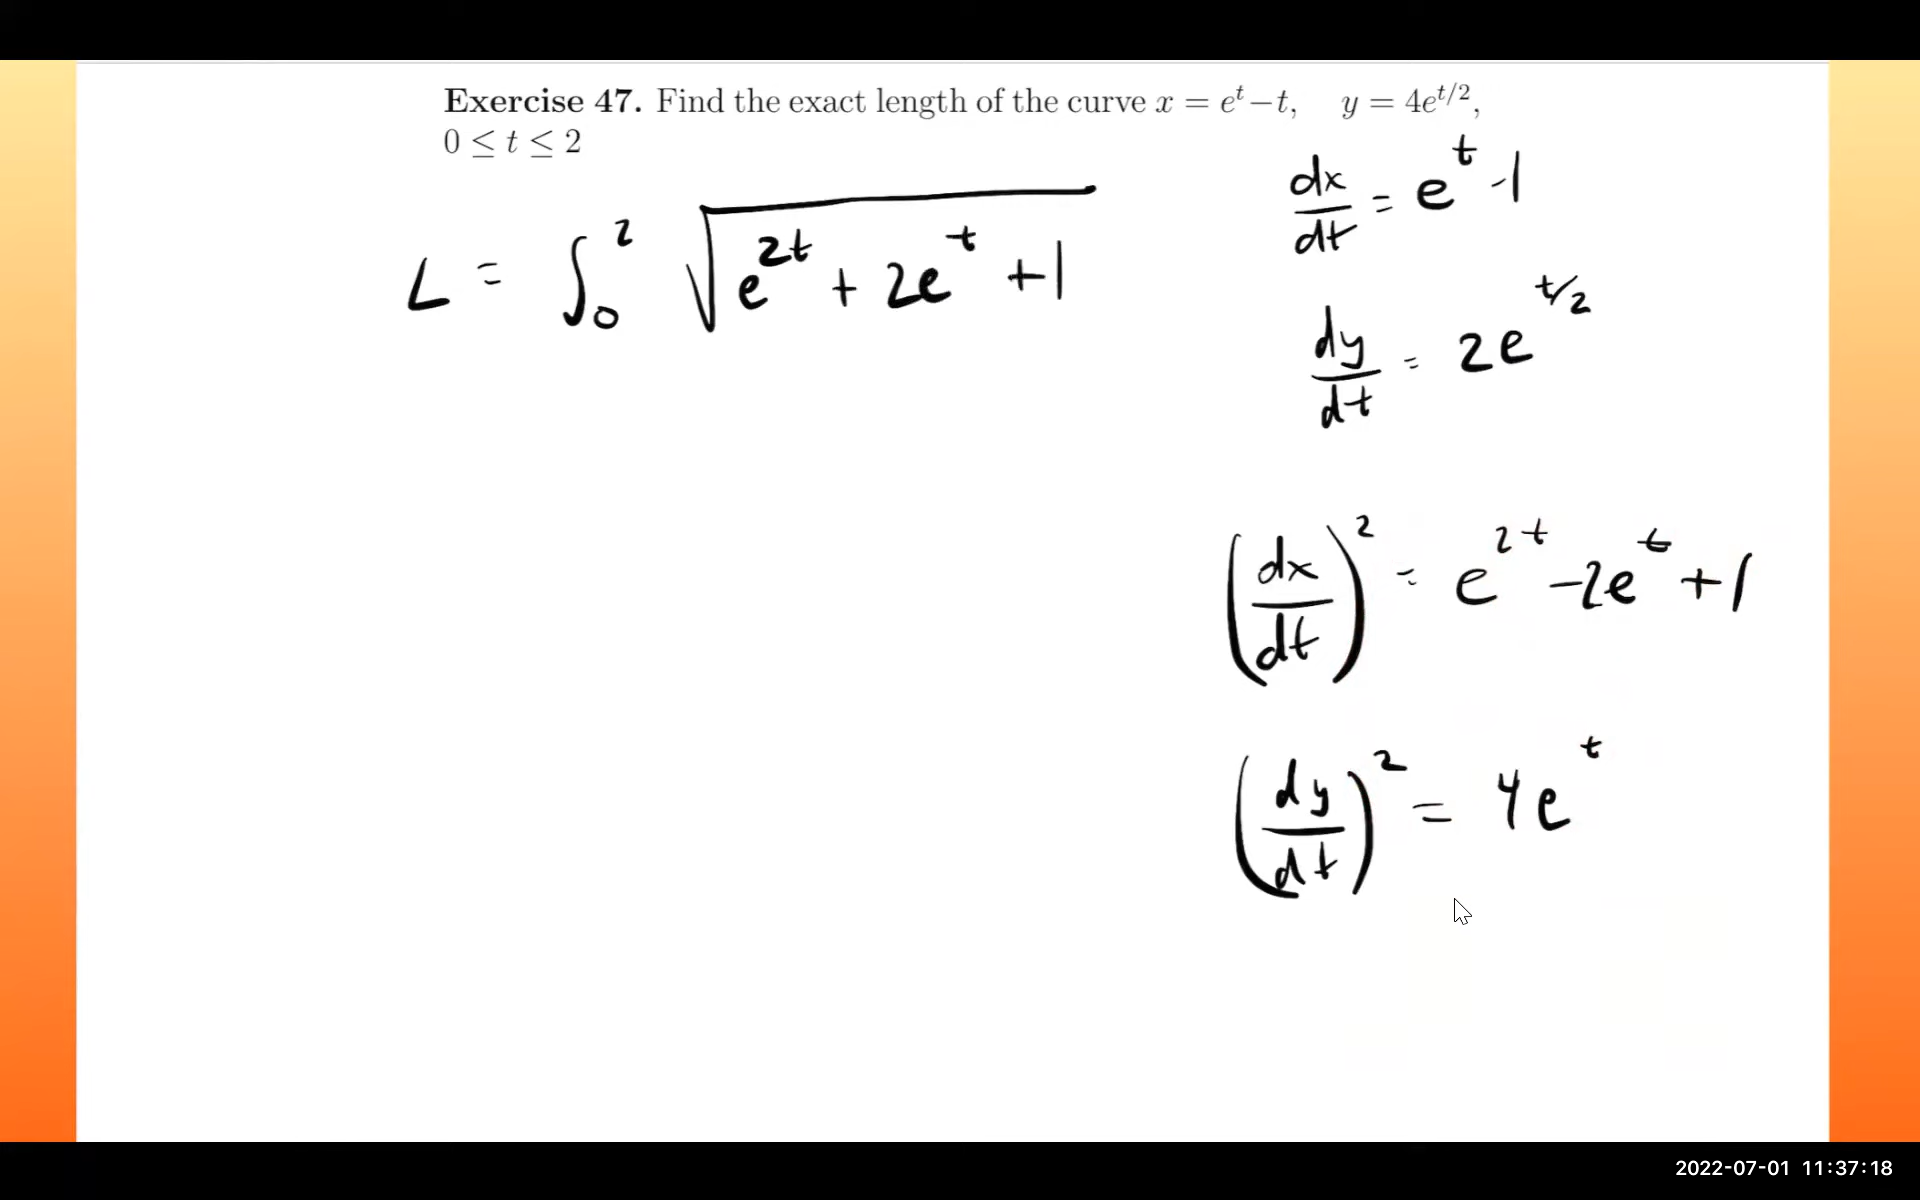 Exercise 47. Find the exact length of the curve x = e^t − t,    y = 4e^{t/2},
0 ≤ t ≤ 2
dx/dt = e^t - 1
L = ∫_0^2 √(e^{2t} + 2e^t + 1)
dy/dt = 2e^{t/2}
(dx/dt)^2 = e^{2t} - 2e^t + 1
(dy/dt)^2 = 4e^t
2022-07-01 11:37:18